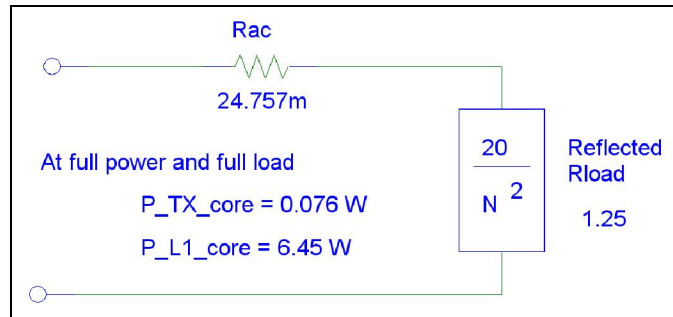 Rac
24.757m
At full power and full load
P_TX_core = 0.076 W
P_L1_core = 6.45 W
20
N 2
Reflected
Rload
1.25